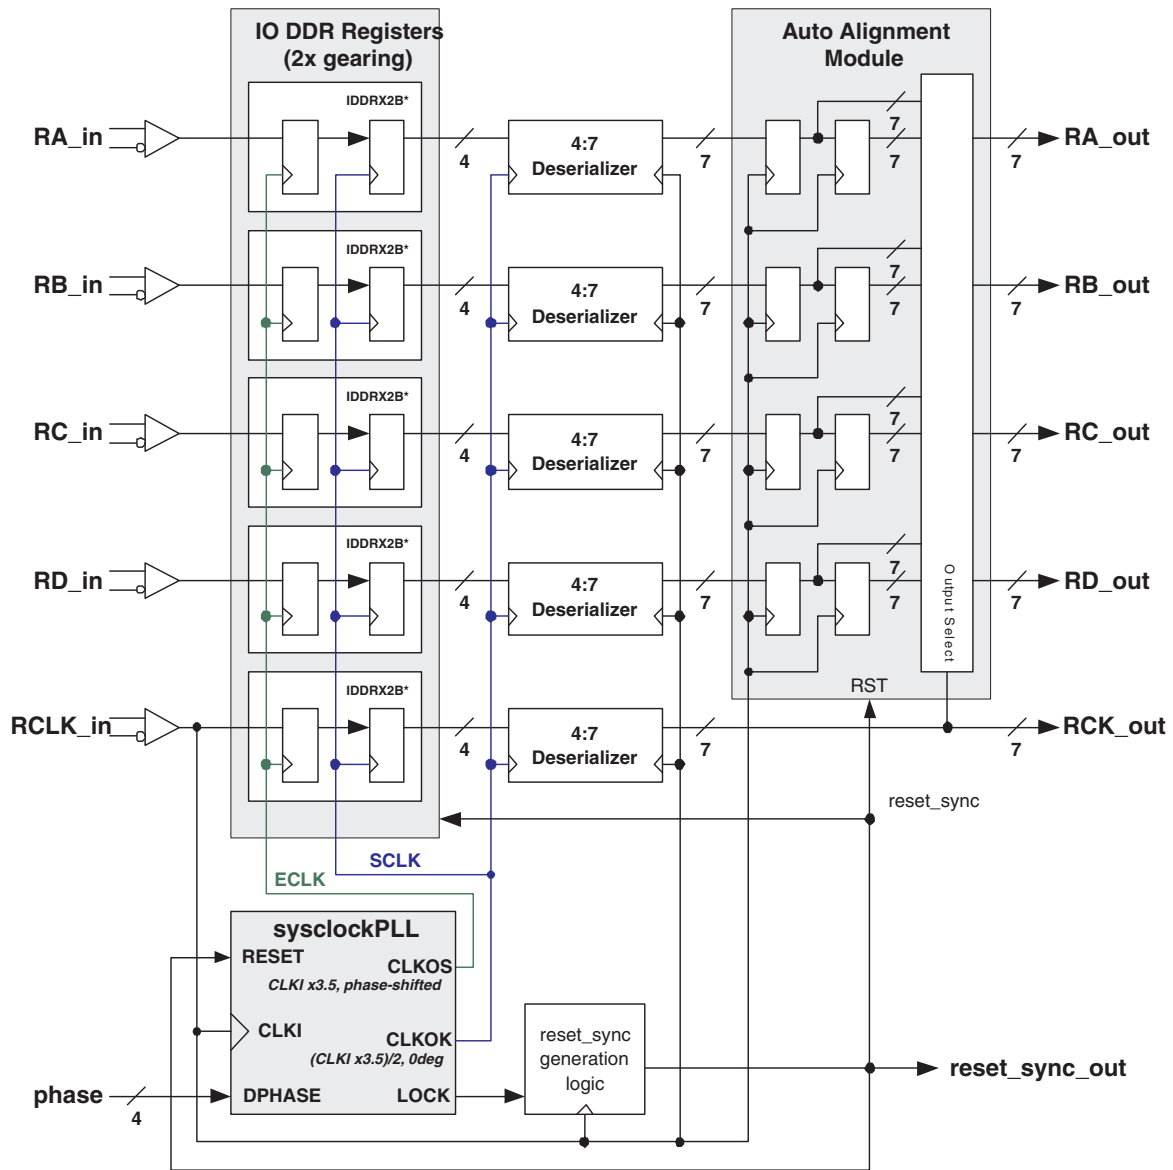 IO DDR Registers
(2x gearing)
Auto Alignment
Module
IDDRX2B*
RA_in
4
4:7
Deserializer
7
7
7
7
RA_out
IDDRX2B*
RB_in
4
4:7
Deserializer
7
7
7
7
RB_out
IDDRX2B*
RC_in
4
4:7
Deserializer
7
7
7
7
RC_out
IDDRX2B*
RD_in
4
4:7
Deserializer
7
7
7
7
RD_out
Output Select
RST
IDDRX2B*
RCLK_in
4
4:7
Deserializer
7
7
RCK_out
reset_sync
SCLK
ECLK
sysclockPLL
RESET
CLKOS
CLKI x3.5, phase-shifted
CLKI
CLKOK
(CLKI x3.5)/2, 0deg
reset_sync
generation
logic
reset_sync_out
phase
4
DPHASE
LOCK